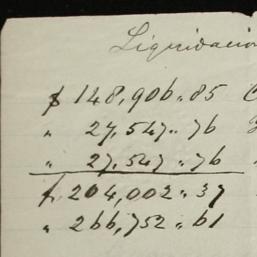 Liquidacion
$ 148,906.. 85
" 27,547.. 76
" 27,547.. 76
$ 204,002.. 37
" 266,752.. 61